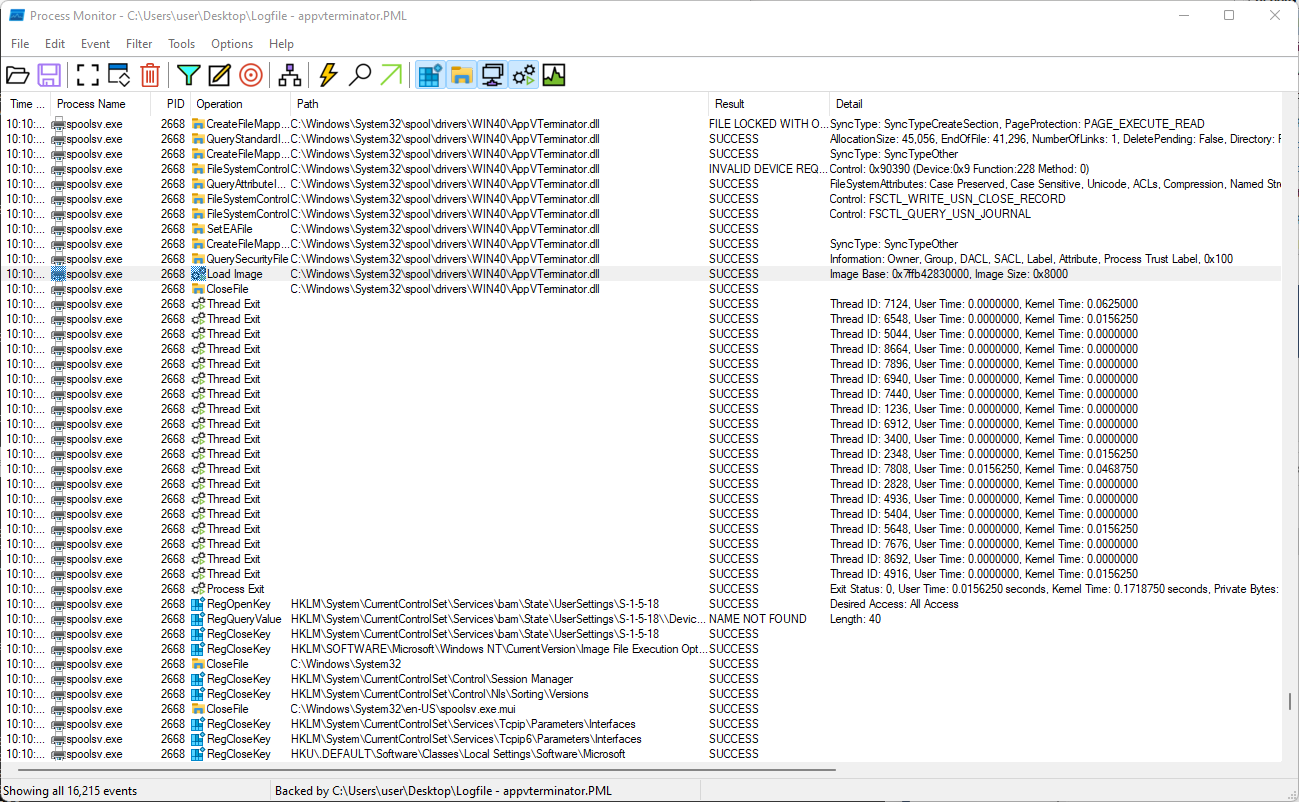 Process Monitor - C:\Users\user\Desktop\Logfile - appvterminator.PML
File Edit Event Filter Tools Options Help
Time ... Process Name PID Operation Path Result Detail
10:10:... spoolsv.exe 2668 CreateFileMapp... C:\Windows\System32\spool\drivers\WIN40\AppVTerminator.dll FILE LOCKED WITH O... SyncType: SyncTypeCreateSection, PageProtection: PAGE_EXECUTE_READ
10:10:... spoolsv.exe 2668 QueryStandardI... C:\Windows\System32\spool\drivers\WIN40\AppVTerminator.dll SUCCESS AllocationSize: 45,056, EndOfFile: 41,296, NumberOfLinks: 1, DeletePending: False, Directory: F
10:10:... spoolsv.exe 2668 CreateFileMapp... C:\Windows\System32\spool\drivers\WIN40\AppVTerminator.dll SUCCESS SyncType: SyncTypeOther
10:10:... spoolsv.exe 2668 FileSystemControl C:\Windows\System32\spool\drivers\WIN40\AppVTerminator.dll INVALID DEVICE REQ... Control: 0x90390 (Device:0x9 Function:228 Method: 0)
10:10:... spoolsv.exe 2668 QueryAttributeI... C:\Windows\System32\spool\drivers\WIN40\AppVTerminator.dll SUCCESS FileSystemAttributes: Case Preserved, Case Sensitive, Unicode, ACLs, Compression, Named Stre
10:10:... spoolsv.exe 2668 FileSystemControl C:\Windows\System32\spool\drivers\WIN40\AppVTerminator.dll SUCCESS Control: FSCTL_WRITE_USN_CLOSE_RECORD
10:10:... spoolsv.exe 2668 FileSystemControl C:\Windows\System32\spool\drivers\WIN40\AppVTerminator.dll SUCCESS Control: FSCTL_QUERY_USN_JOURNAL
10:10:... spoolsv.exe 2668 SetEAFile C:\Windows\System32\spool\drivers\WIN40\AppVTerminator.dll SUCCESS
10:10:... spoolsv.exe 2668 CreateFileMapp... C:\Windows\System32\spool\drivers\WIN40\AppVTerminator.dll SUCCESS SyncType: SyncTypeOther
10:10:... spoolsv.exe 2668 QuerySecurityFile C:\Windows\System32\spool\drivers\WIN40\AppVTerminator.dll SUCCESS Information: Owner, Group, DACL, SACL, Label, Attribute, Process Trust Label, 0x100
10:10:... spoolsv.exe 2668 Load Image C:\Windows\System32\spool\drivers\WIN40\AppVTerminator.dll SUCCESS Image Base: 0x7ffb42830000, Image Size: 0x8000
10:10:... spoolsv.exe 2668 CloseFile C:\Windows\System32\spool\drivers\WIN40\AppVTerminator.dll SUCCESS
10:10:... spoolsv.exe 2668 Thread Exit SUCCESS Thread ID: 7124, User Time: 0.0000000, Kernel Time: 0.0625000
10:10:... spoolsv.exe 2668 Thread Exit SUCCESS Thread ID: 6548, User Time: 0.0000000, Kernel Time: 0.0156250
10:10:... spoolsv.exe 2668 Thread Exit SUCCESS Thread ID: 5044, User Time: 0.0000000, Kernel Time: 0.0000000
10:10:... spoolsv.exe 2668 Thread Exit SUCCESS Thread ID: 8664, User Time: 0.0000000, Kernel Time: 0.0000000
10:10:... spoolsv.exe 2668 Thread Exit SUCCESS Thread ID: 7896, User Time: 0.0000000, Kernel Time: 0.0000000
10:10:... spoolsv.exe 2668 Thread Exit SUCCESS Thread ID: 6940, User Time: 0.0000000, Kernel Time: 0.0000000
10:10:... spoolsv.exe 2668 Thread Exit SUCCESS Thread ID: 7440, User Time: 0.0000000, Kernel Time: 0.0000000
10:10:... spoolsv.exe 2668 Thread Exit SUCCESS Thread ID: 1236, User Time: 0.0000000, Kernel Time: 0.0000000
10:10:... spoolsv.exe 2668 Thread Exit SUCCESS Thread ID: 6912, User Time: 0.0000000, Kernel Time: 0.0000000
10:10:... spoolsv.exe 2668 Thread Exit SUCCESS Thread ID: 3400, User Time: 0.0000000, Kernel Time: 0.0000000
10:10:... spoolsv.exe 2668 Thread Exit SUCCESS Thread ID: 2348, User Time: 0.0000000, Kernel Time: 0.0156250
10:10:... spoolsv.exe 2668 Thread Exit SUCCESS Thread ID: 7808, User Time: 0.0156250, Kernel Time: 0.0468750
10:10:... spoolsv.exe 2668 Thread Exit SUCCESS Thread ID: 2828, User Time: 0.0000000, Kernel Time: 0.0000000
10:10:... spoolsv.exe 2668 Thread Exit SUCCESS Thread ID: 4936, User Time: 0.0000000, Kernel Time: 0.0000000
10:10:... spoolsv.exe 2668 Thread Exit SUCCESS Thread ID: 5404, User Time: 0.0000000, Kernel Time: 0.0000000
10:10:... spoolsv.exe 2668 Thread Exit SUCCESS Thread ID: 5648, User Time: 0.0000000, Kernel Time: 0.0156250
10:10:... spoolsv.exe 2668 Thread Exit SUCCESS Thread ID: 7676, User Time: 0.0000000, Kernel Time: 0.0000000
10:10:... spoolsv.exe 2668 Thread Exit SUCCESS Thread ID: 8692, User Time: 0.0000000, Kernel Time: 0.0000000
10:10:... spoolsv.exe 2668 Thread Exit SUCCESS Thread ID: 4916, User Time: 0.0000000, Kernel Time: 0.0156250
10:10:... spoolsv.exe 2668 Process Exit SUCCESS Exit Status: 0, User Time: 0.0156250 seconds, Kernel Time: 0.1718750 seconds, Private Bytes:
10:10:... spoolsv.exe 2668 RegOpenKey HKLM\System\CurrentControlSet\Services\bam\State\UserSettings\S-1-5-18 SUCCESS Desired Access: All Access
10:10:... spoolsv.exe 2668 RegQueryValue HKLM\System\CurrentControlSet\Services\bam\State\UserSettings\S-1-5-18\\Devic... NAME NOT FOUND Length: 40
10:10:... spoolsv.exe 2668 RegCloseKey HKLM\System\CurrentControlSet\Services\bam\State\UserSettings\S-1-5-18 SUCCESS
10:10:... spoolsv.exe 2668 RegCloseKey HKLM\SOFTWARE\Microsoft\Windows NT\CurrentVersion\Image File Execution Opt... SUCCESS
10:10:... spoolsv.exe 2668 CloseFile C:\Windows\System32 SUCCESS
10:10:... spoolsv.exe 2668 RegCloseKey HKLM\System\CurrentControlSet\Control\Session Manager SUCCESS
10:10:... spoolsv.exe 2668 RegCloseKey HKLM\System\CurrentControlSet\Control\Nls\Sorting\Versions SUCCESS
10:10:... spoolsv.exe 2668 CloseFile C:\Windows\System32\en-US\spoolsv.exe.mui SUCCESS
10:10:... spoolsv.exe 2668 RegCloseKey HKLM\System\CurrentControlSet\Services\Tcpip\Parameters\Interfaces SUCCESS
10:10:... spoolsv.exe 2668 RegCloseKey HKLM\System\CurrentControlSet\Services\Tcpip6\Parameters\Interfaces SUCCESS
10:10:... spoolsv.exe 2668 RegCloseKey HKU\.DEFAULT\Software\Classes\Local Settings\Software\Microsoft SUCCESS
Showing all 16,215 events Backed by C:\Users\user\Desktop\Logfile - appvterminator.PML